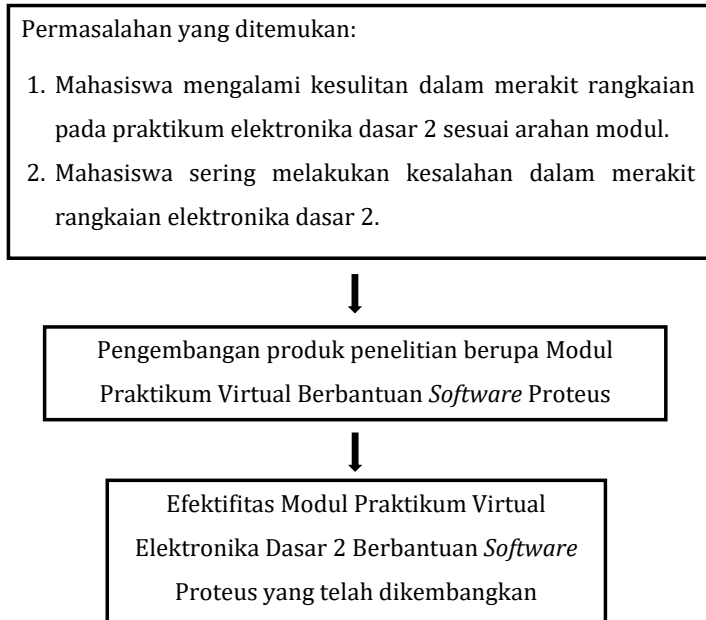 Permasalahan yang ditemukan:
1. Mahasiswa mengalami kesulitan dalam merakit rangkaian
pada praktikum elektronika dasar 2 sesuai arahan modul.
2. Mahasiswa sering melakukan kesalahan dalam merakit
rangkaian elektronika dasar 2.
Pengembangan produk penelitian berupa Modul
Praktikum Virtual Berbantuan Software Proteus
Efektifitas Modul Praktikum Virtual
Elektronika Dasar 2 Berbantuan Software
Proteus yang telah dikembangkan